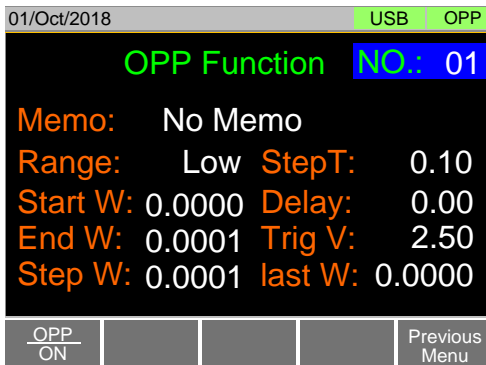 01/Oct/2018 USB OPP
OPP Function NO.: 01
Memo: No Memo
Range: Low StepT: 0.10
Start W: 0.0000 Delay: 0.00
End W: 0.0001 Trig V: 2.50
Step W: 0.0001 last W: 0.0000
OPP
ON
Previous
Menu